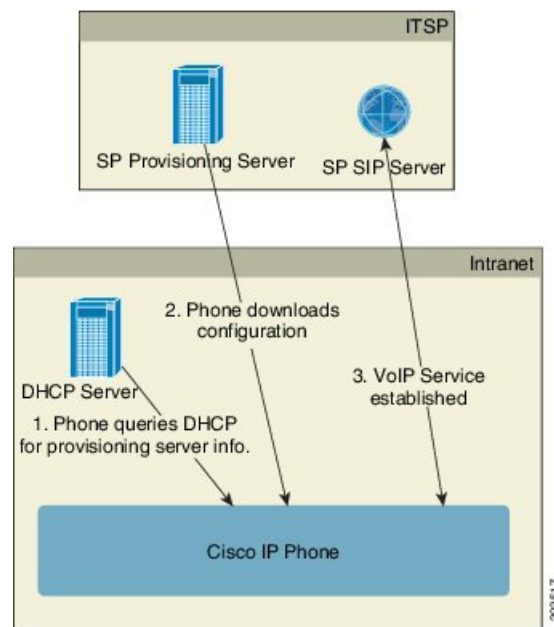 ITSP
SP Provisioning Server
SP SIP Server
Intranet
2. Phone downloads
configuration
DHCP Server
3. VoIP Service
established
1. Phone queries DHCP
for provisioning server info.
Cisco IP Phone